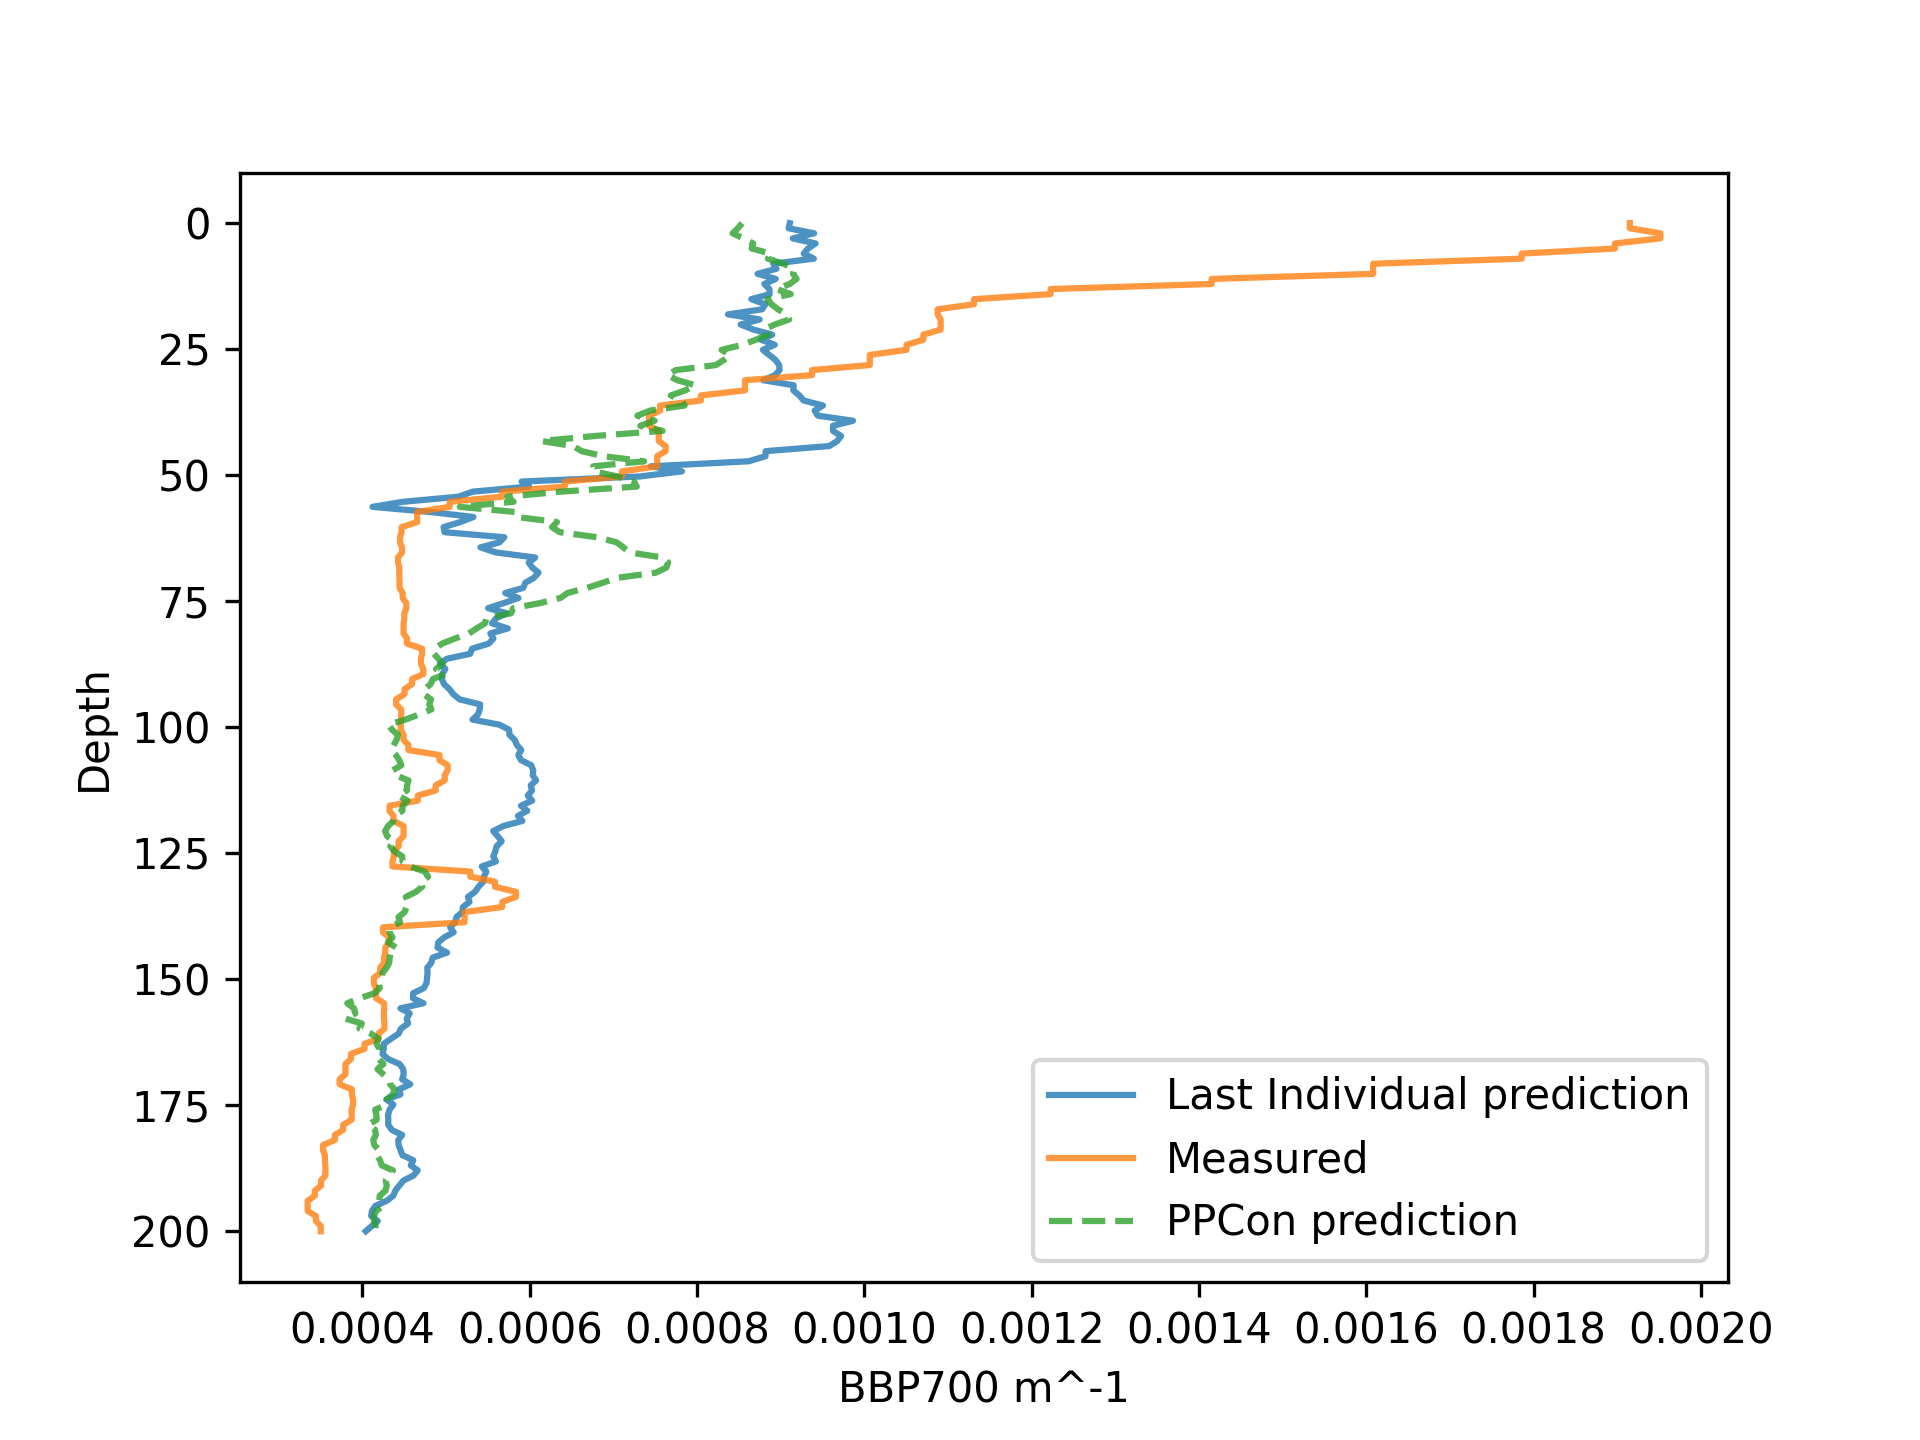 0
25
50
75
100
125
150
175
200
Depth
Last Individual prediction
Measured
PPCon prediction
0.0004 0.0006 0.0008 0.0010 0.0012 0.0014 0.0016 0.0018 0.0020
BBP700 m^-1